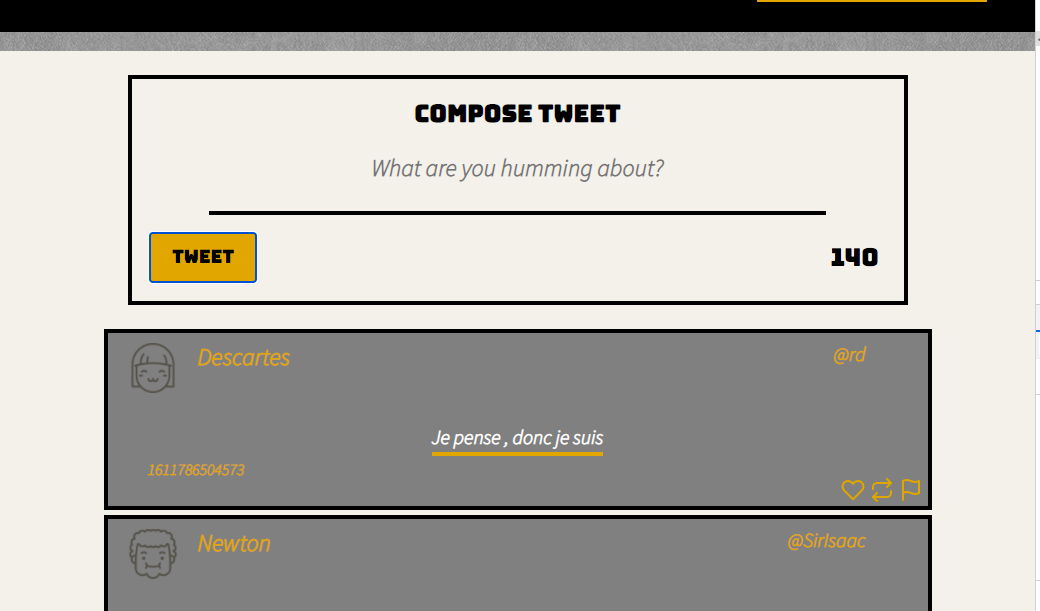 COMPOSE TWEET
What are you humming about?
TWEET
140
Descartes
@rd
Je pense , donc je suis
1611786504573
Newton
@SirIsaac